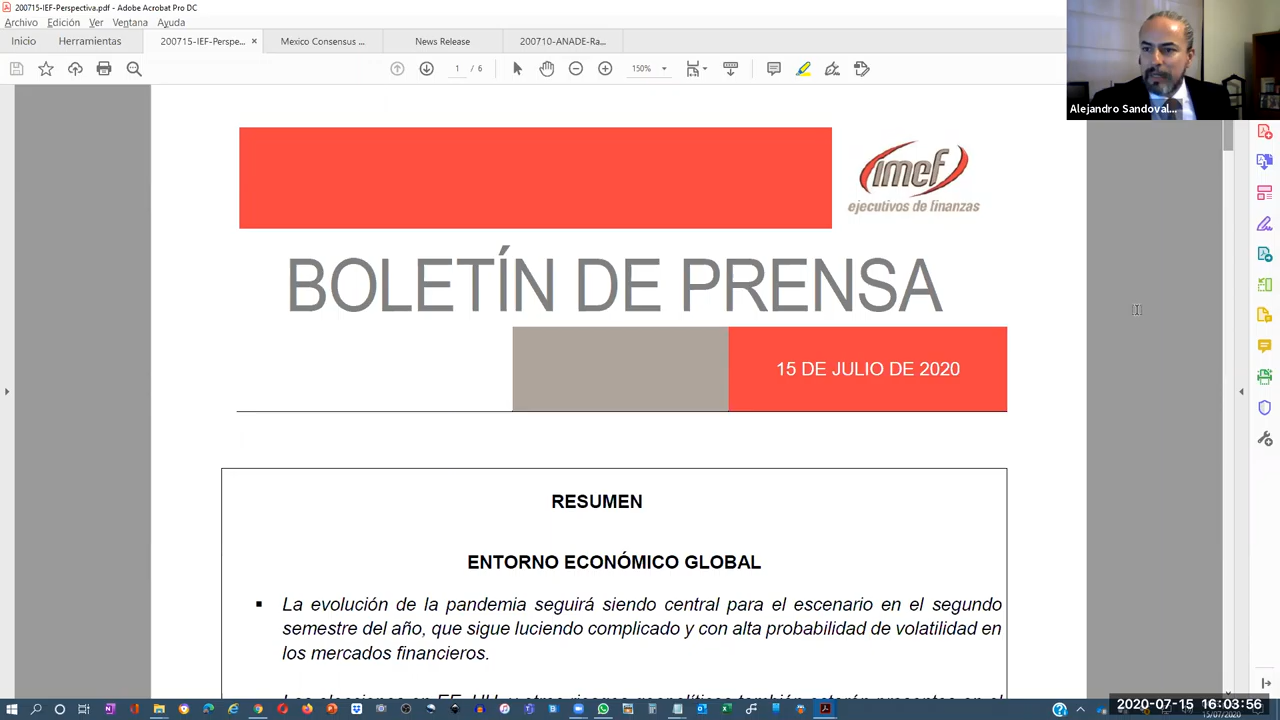 200715-IEF-Perspectiva.pdf - Adobe Acrobat Pro DC
Archivo Edición Ver Ventana Ayuda
Inicio Herramientas 200715-IEF-Perspe... × Mexico Consensus ... News Release 200710-ANADE-Ra...
1 / 6 150%
Alejandro Sandoval...
imef
ejecutivos de finanzas
BOLETÍN DE PRENSA
15 DE JULIO DE 2020
RESUMEN
ENTORNO ECONÓMICO GLOBAL
▪ La evolución de la pandemia seguirá siendo central para el escenario en el segundo
semestre del año, que sigue luciendo complicado y con alta probabilidad de volatilidad en
los mercados financieros.
2020-07-15 16:03:56
15/07/2020